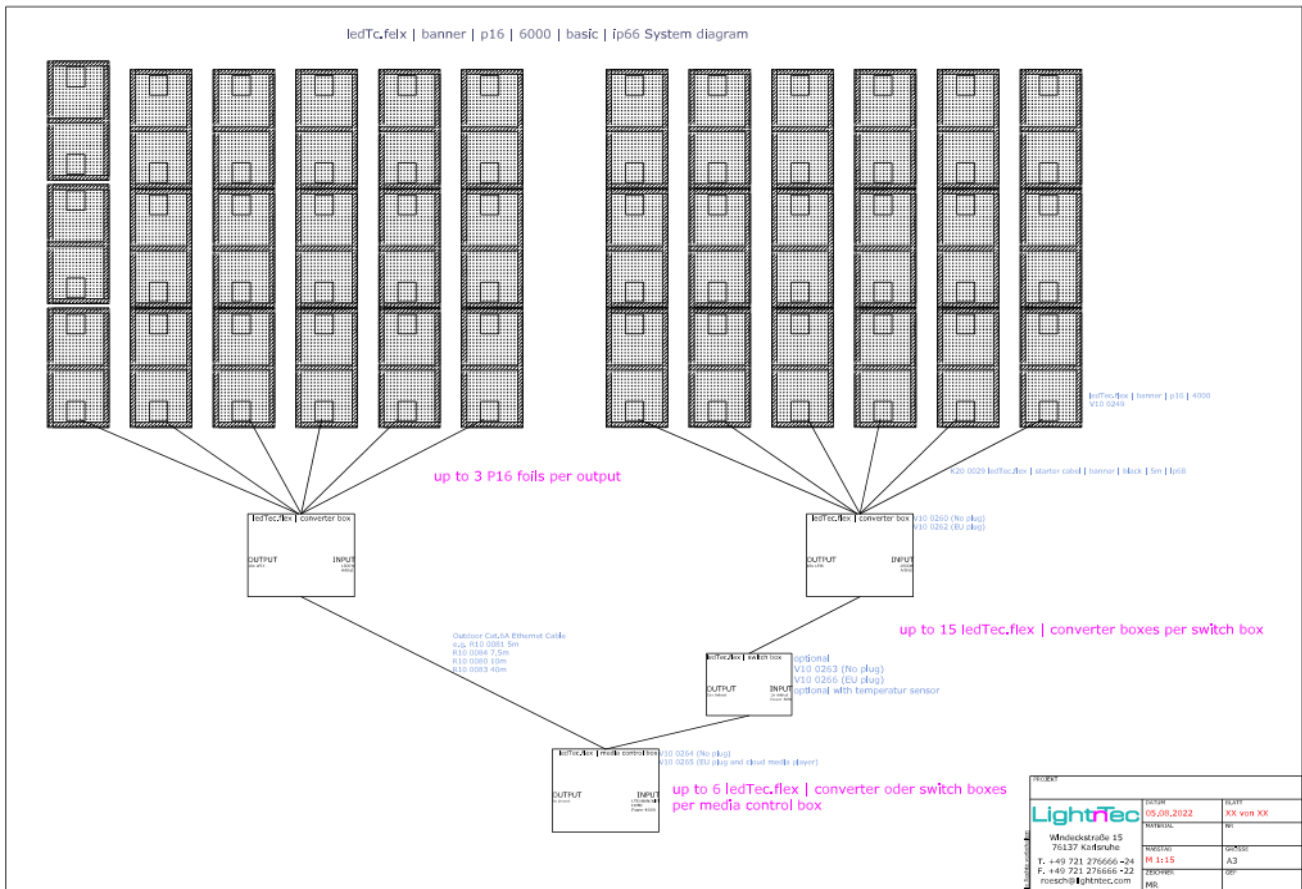 ledTc.felx | banner | p16 | 6000 | basic | ip66 System diagram
ledTec.flex | banner | p16 | 4000
V10 0249
up to 3 P16 foils per output
K20 0029 ledTec.flex | starter cabel | banner | black | 5m | Ip68
ledTec.flex | converter box
OUTPUT
INPUT
ledTec.flex | converter box
OUTPUT
INPUT
V10 0260 (No plug)
V10 0262 (EU plug)
up to 15 ledTec.flex | converter boxes per switch box
Outdoor Cat.6A Ethernet Cable
e.g. R10 0081 5m
R10 0084 7,5m
R10 0080 10m
R10 0083 40m
ledTec.flex | switch box
OUTPUT
INPUT
optional
V10 0263 (No plug)
V10 0266 (EU plug)
optional with temperatur sensor
ledTec.flex | media control box
OUTPUT
INPUT
V10 0264 (No plug)
V10 0265 (EU plug and cloud media player)
up to 6 ledTec.flex | converter oder switch boxes
per media control box
PROJEKT
LightnTec
Windeckstraße 15
76137 Karlsruhe
T. +49 721 276666 -24
F. +49 721 276666 -22
roesch@lightntec.com
DATUM
05.08.2022
BLATT
XX von XX
MATERIAL
NR
M 1:15
GRÖSSE
A3
ZEICHNER
MR
GEP